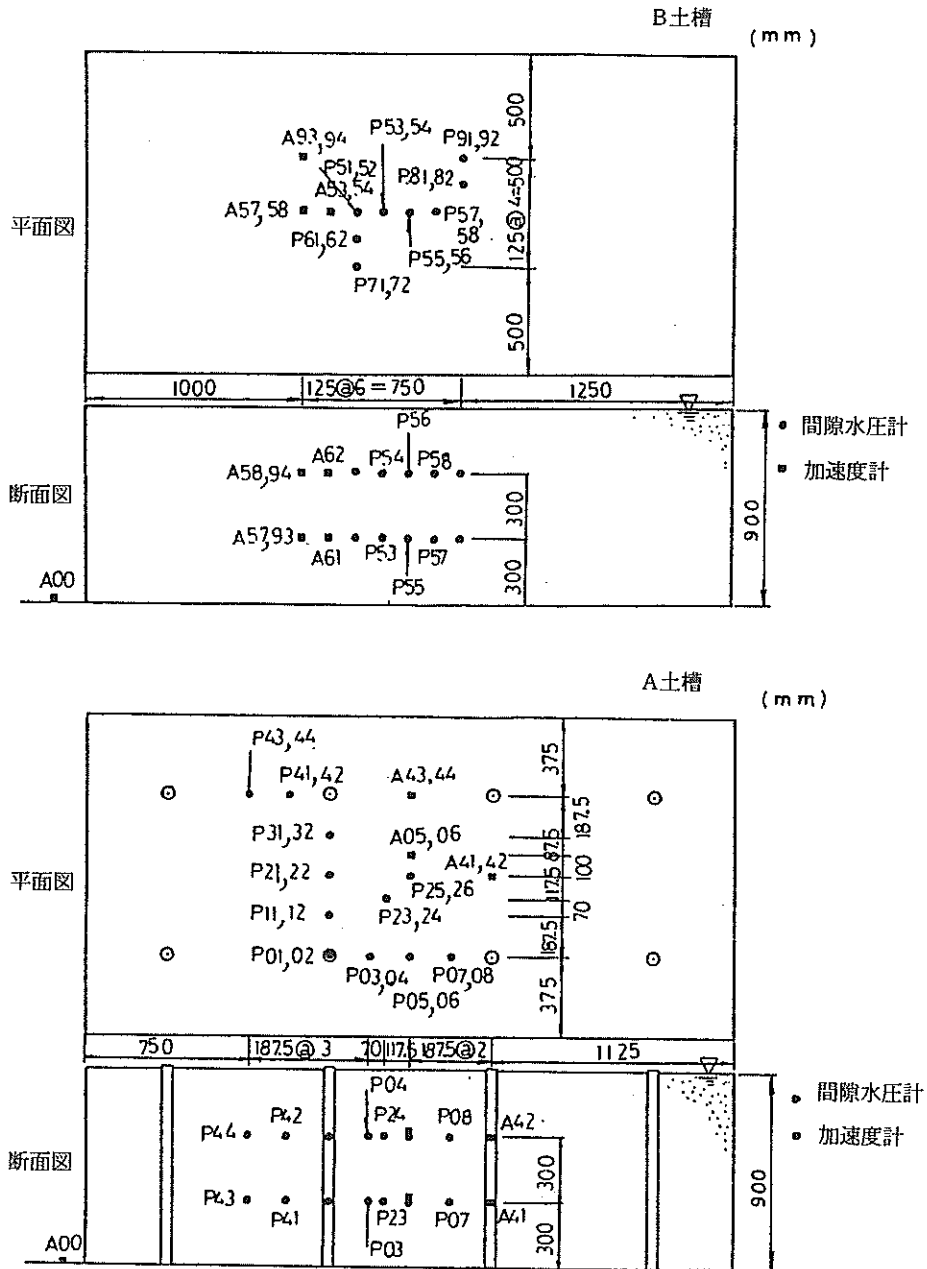 B土槽
(mm)
A93,94
P53,54
P91,92
P51,52
A53,54
P81,82
A57,58
P57,
58
P61,62
P55,56
P71,72
平面図
500
125@4=500
500
1000
125@6=750
1250
P56
A62
P54
P58
A58,94
間隙水圧計
加速度計
断面図
A57,93
A61
P53
P57
P55
300
300
900
A00
A土槽
(mm)
P43,44
P41,42
A43,44
P31,32
A05,06
A41,42
P21,22
P25,26
P11,12
P23,24
P01,02
P03,04
P07,08
P05,06
平面図
375
187.5
87.5
100
117.5
70
187.5
375
750
187.5@3
70
117.5
187.5@2
1125
P04
P42
P24
P08
A42
P44
間隙水圧計
加速度計
断面図
P43
P41
P23
P07
A41
P03
300
300
900
A00